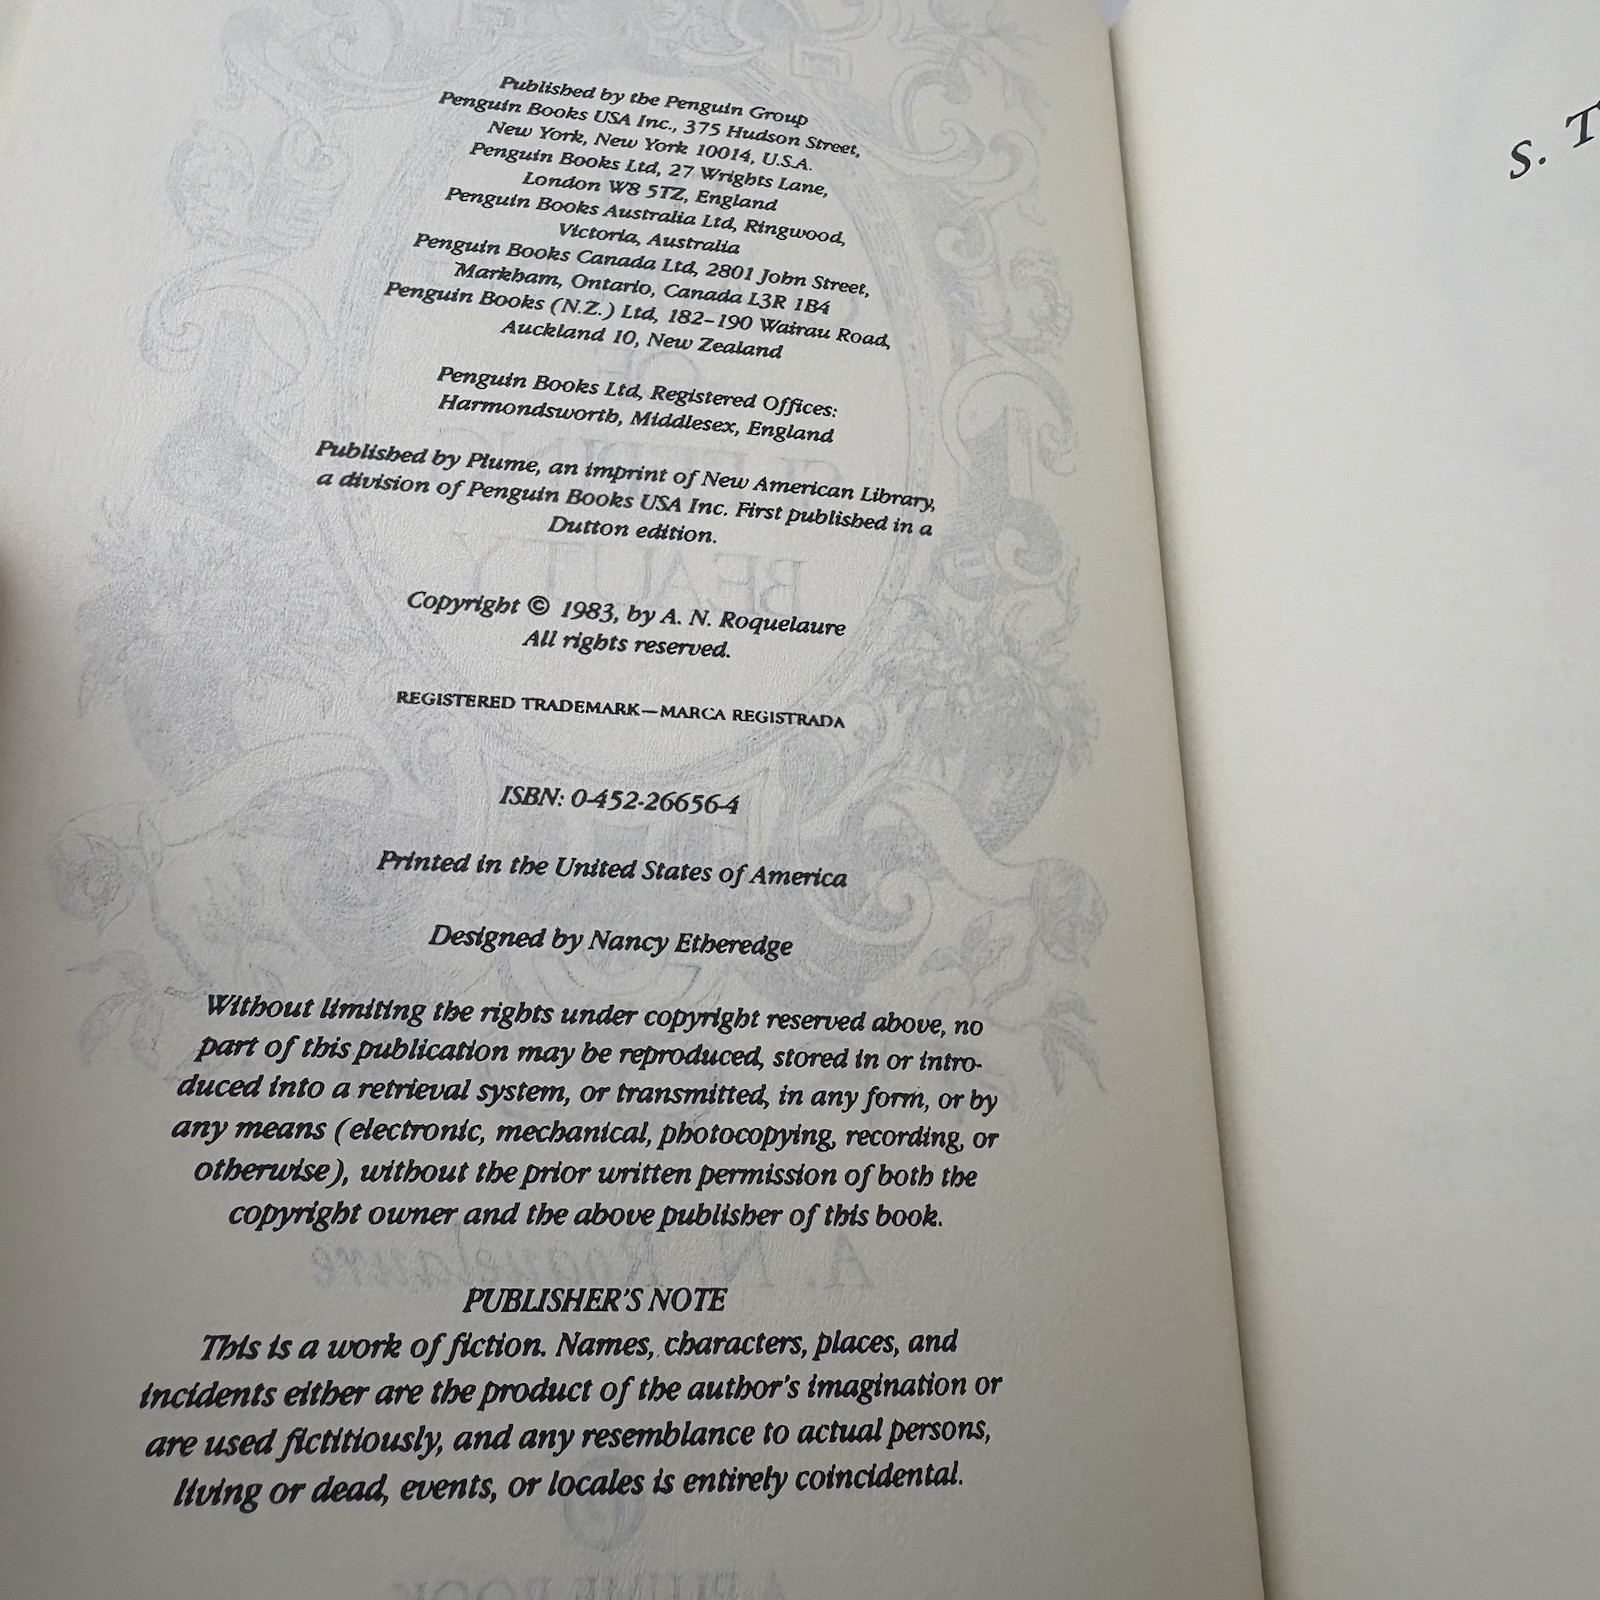 Published by the Penguin Group
Penguin Books USA Inc., 375 Hudson Street,
New York, New York 10014, U.S.A.
Penguin Books Ltd, 27 Wrights Lane,
London W8 5TZ, England
Penguin Books Australia Ltd, Ringwood,
Victoria, Australia
Penguin Books Canada Ltd, 2801 John Street,
Markham, Ontario, Canada L3R 1B4
Penguin Books (N.Z.) Ltd, 182–190 Wairau Road,
Auckland 10, New Zealand
Penguin Books Ltd, Registered Offices:
Harmondsworth, Middlesex, England
Published by Plume, an imprint of New American Library,
a division of Penguin Books USA Inc. First published in a
Dutton edition.
Copyright © 1983, by A. N. Roquelaure
All rights reserved.
REGISTERED TRADEMARK—MARCA REGISTRADA
ISBN: 0-452-26656-4
Printed in the United States of America
Designed by Nancy Etheredge
Without limiting the rights under copyright reserved above, no
part of this publication may be reproduced, stored in or intro-
duced into a retrieval system, or transmitted, in any form, or by
any means (electronic, mechanical, photocopying, recording, or
otherwise), without the prior written permission of both the
copyright owner and the above publisher of this book.
PUBLISHER'S NOTE
This is a work of fiction. Names, characters, places, and
incidents either are the product of the author's imagination or
are used fictitiously, and any resemblance to actual persons,
living or dead, events, or locales is entirely coincidental.
S. T